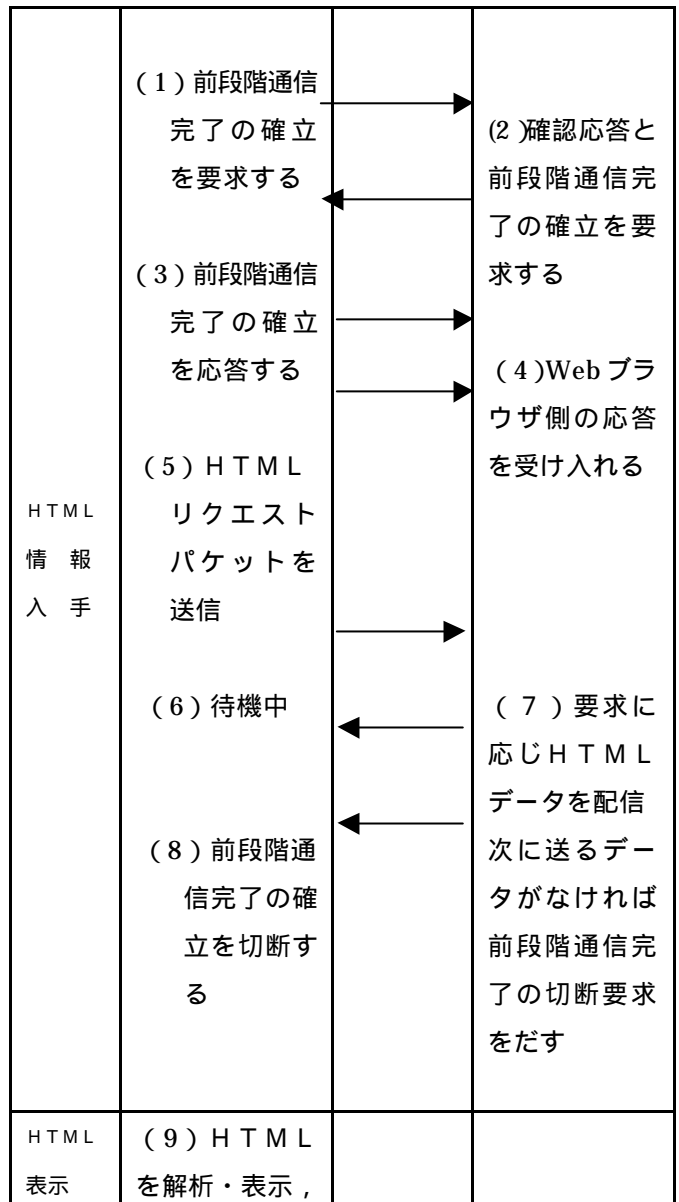 HTML
情 報
入 手
(1)前段階通信
完了の確立
を要求する
(3)前段階通信
完了の確立
を応答する
(5)HTML
リクエスト
パケットを
送信
(6)待機中
(8)前段階通
信完了の確
立を切断す
る
(2)確認応答と
前段階通信完
了の確立を要
求する
(4)Web ブラ
ウザ側の応答
を受け入れる
(7)要求に
応じHTML
データを配信
次に送るデー
タがなければ
前段階通信完
了の切断要求
をだす
HTML
表示
(9)HTML
を解析・表示,